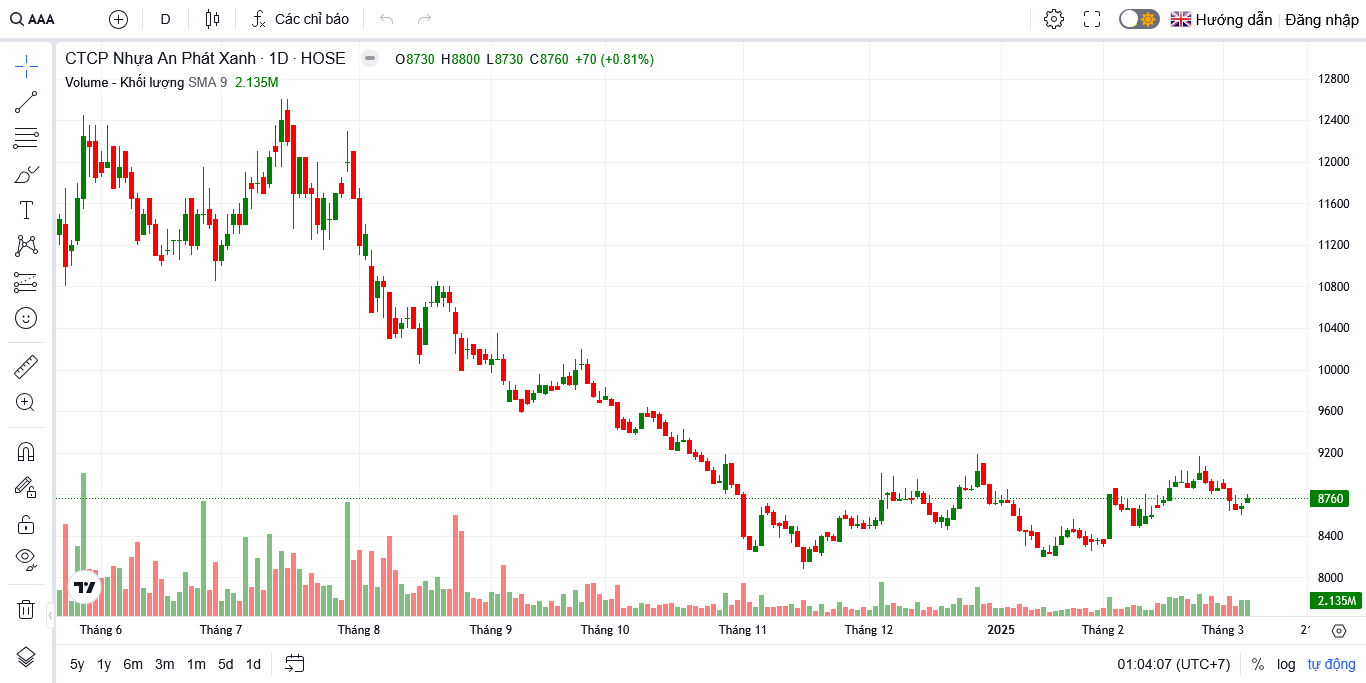 AAA D Các chỉ báo Hướng dẫn Đăng nhập
CTCP Nhựa An Phát Xanh · 1D · HOSE O8730 H8800 L8730 C8760 +70 (+0.81%)
Volume - Khối lượng SMA 9 2.135M
12800
12400
12000
11600
11200
10800
10400
10000
9600
9200
8760
8400
8000
2.135M
Tháng 6 Tháng 7 Tháng 8 Tháng 9 Tháng 10 Tháng 11 Tháng 12 2025 Tháng 2 Tháng 3 21
5y 1y 6m 3m 1m 5d 1d 01:04:07 (UTC+7) % log tự động